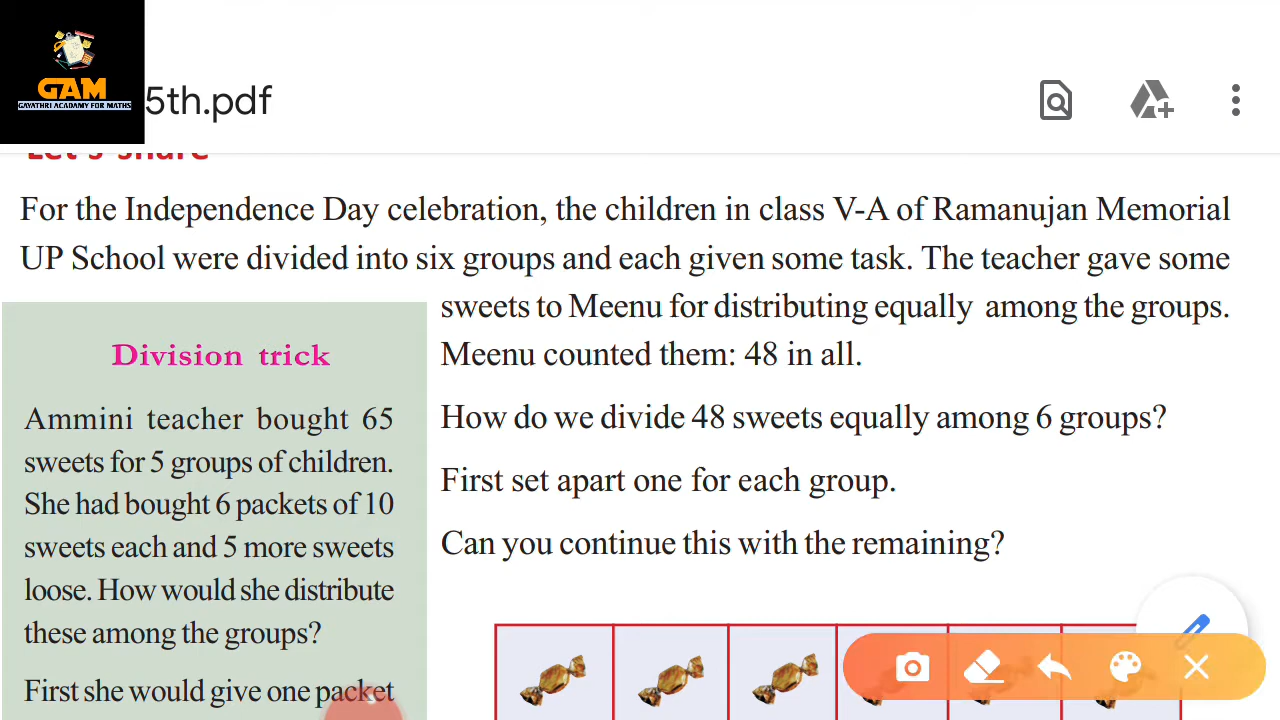 GAM
GAYATHRI ACADAMY FOR MATHS
5th.pdf
Let's share
For the Independence Day celebration, the children in class V-A of Ramanujan Memorial
UP School were divided into six groups and each given some task. The teacher gave some
sweets to Meenu for distributing equally among the groups.
Meenu counted them: 48 in all.
How do we divide 48 sweets equally among 6 groups?
First set apart one for each group.
Can you continue this with the remaining?
Division trick
Ammini teacher bought 65
sweets for 5 groups of children.
She had bought 6 packets of 10
sweets each and 5 more sweets
loose. How would she distribute
these among the groups?
First she would give one packet